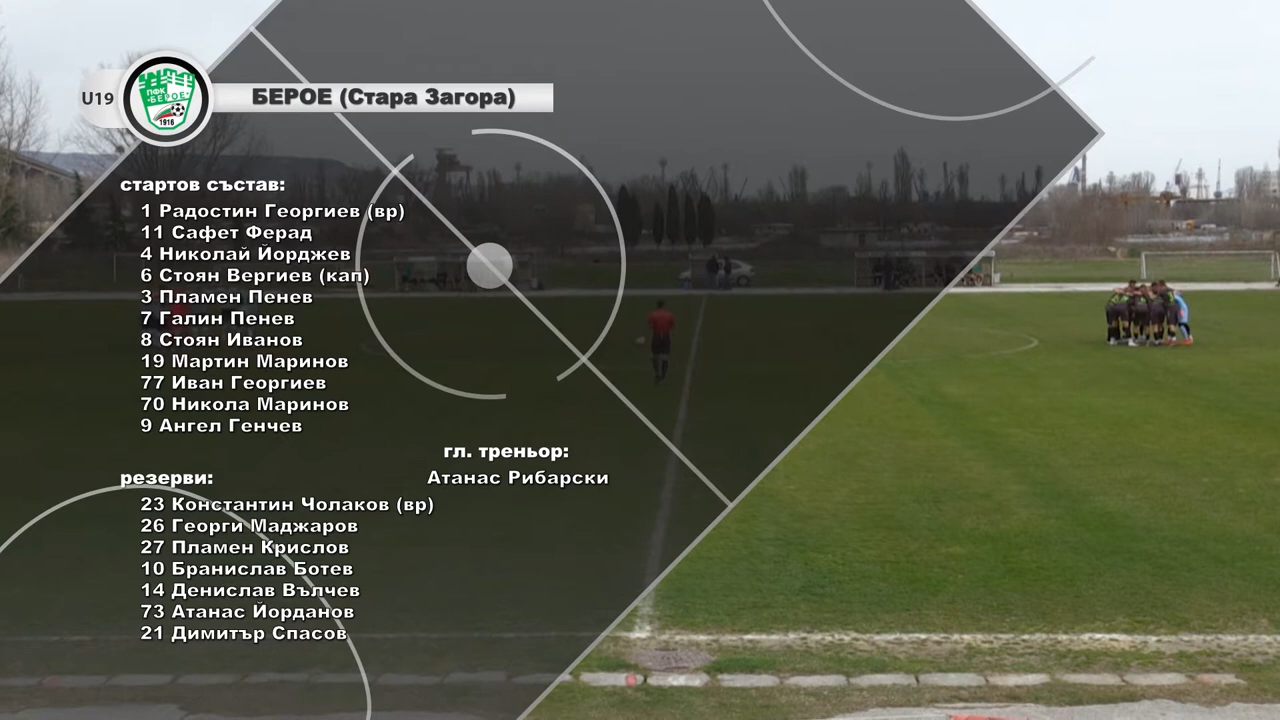 U19
ПФК
БЕРОЕ
1916
БЕРОЕ (Стара Загора)
стартов състав:
1 Радостин Георгиев (вр)
11 Сафет Ферад
4 Николай Йорджев
6 Стоян Вергиев (кап)
3 Пламен Пенев
7 Галин Пенев
8 Стоян Иванов
19 Мартин Маринов
77 Иван Георгиев
70 Никола Маринов
9 Ангел Генчев
гл. треньор:
Атанас Рибарски
резерви:
23 Константин Чолаков (вр)
26 Георги Маджаров
27 Пламен Крислов
10 Бранислав Ботев
14 Денислав Вълчев
73 Атанас Йорданов
21 Димитър Спасов